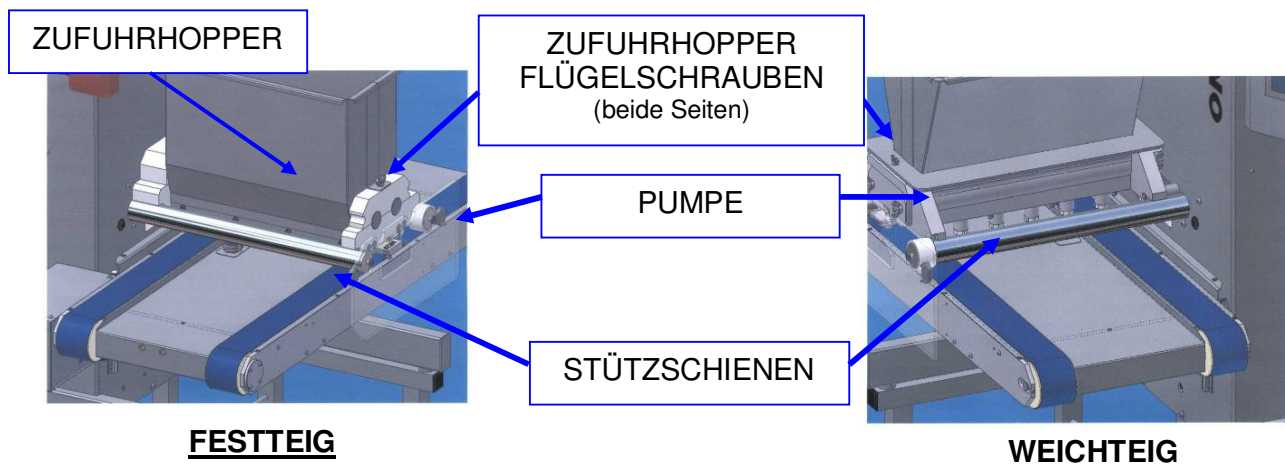 ZUFUHRHOPPER
ZUFUHRHOPPER
FLÜGELSCHRAUBEN
(beide Seiten)
PUMPE
STÜTZSCHIENEN
FESTTEIG
WEICHTEIG